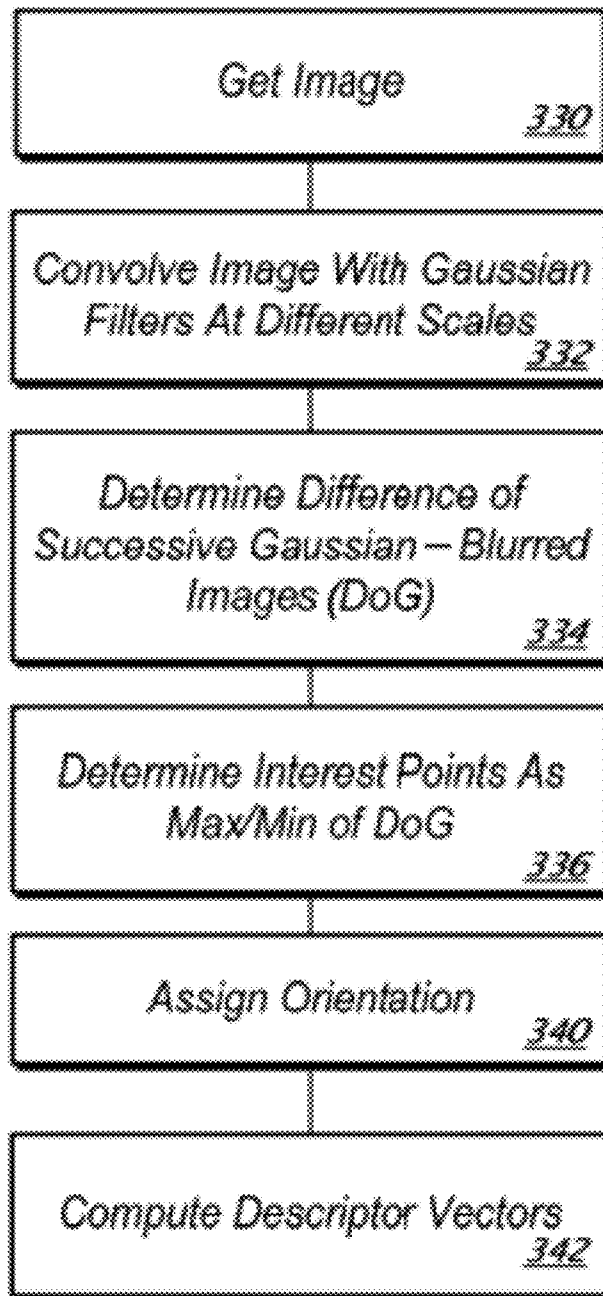 Get Image
330
Convolve Image With Gaussian
Filters At Different Scales
332
Determine Difference of
Successive Gaussian – Blurred
Images (DoG)
334
Determine Interest Points As
Max/Min of DoG
336
Assign Orientation
340
Compute Descriptor Vectors
342